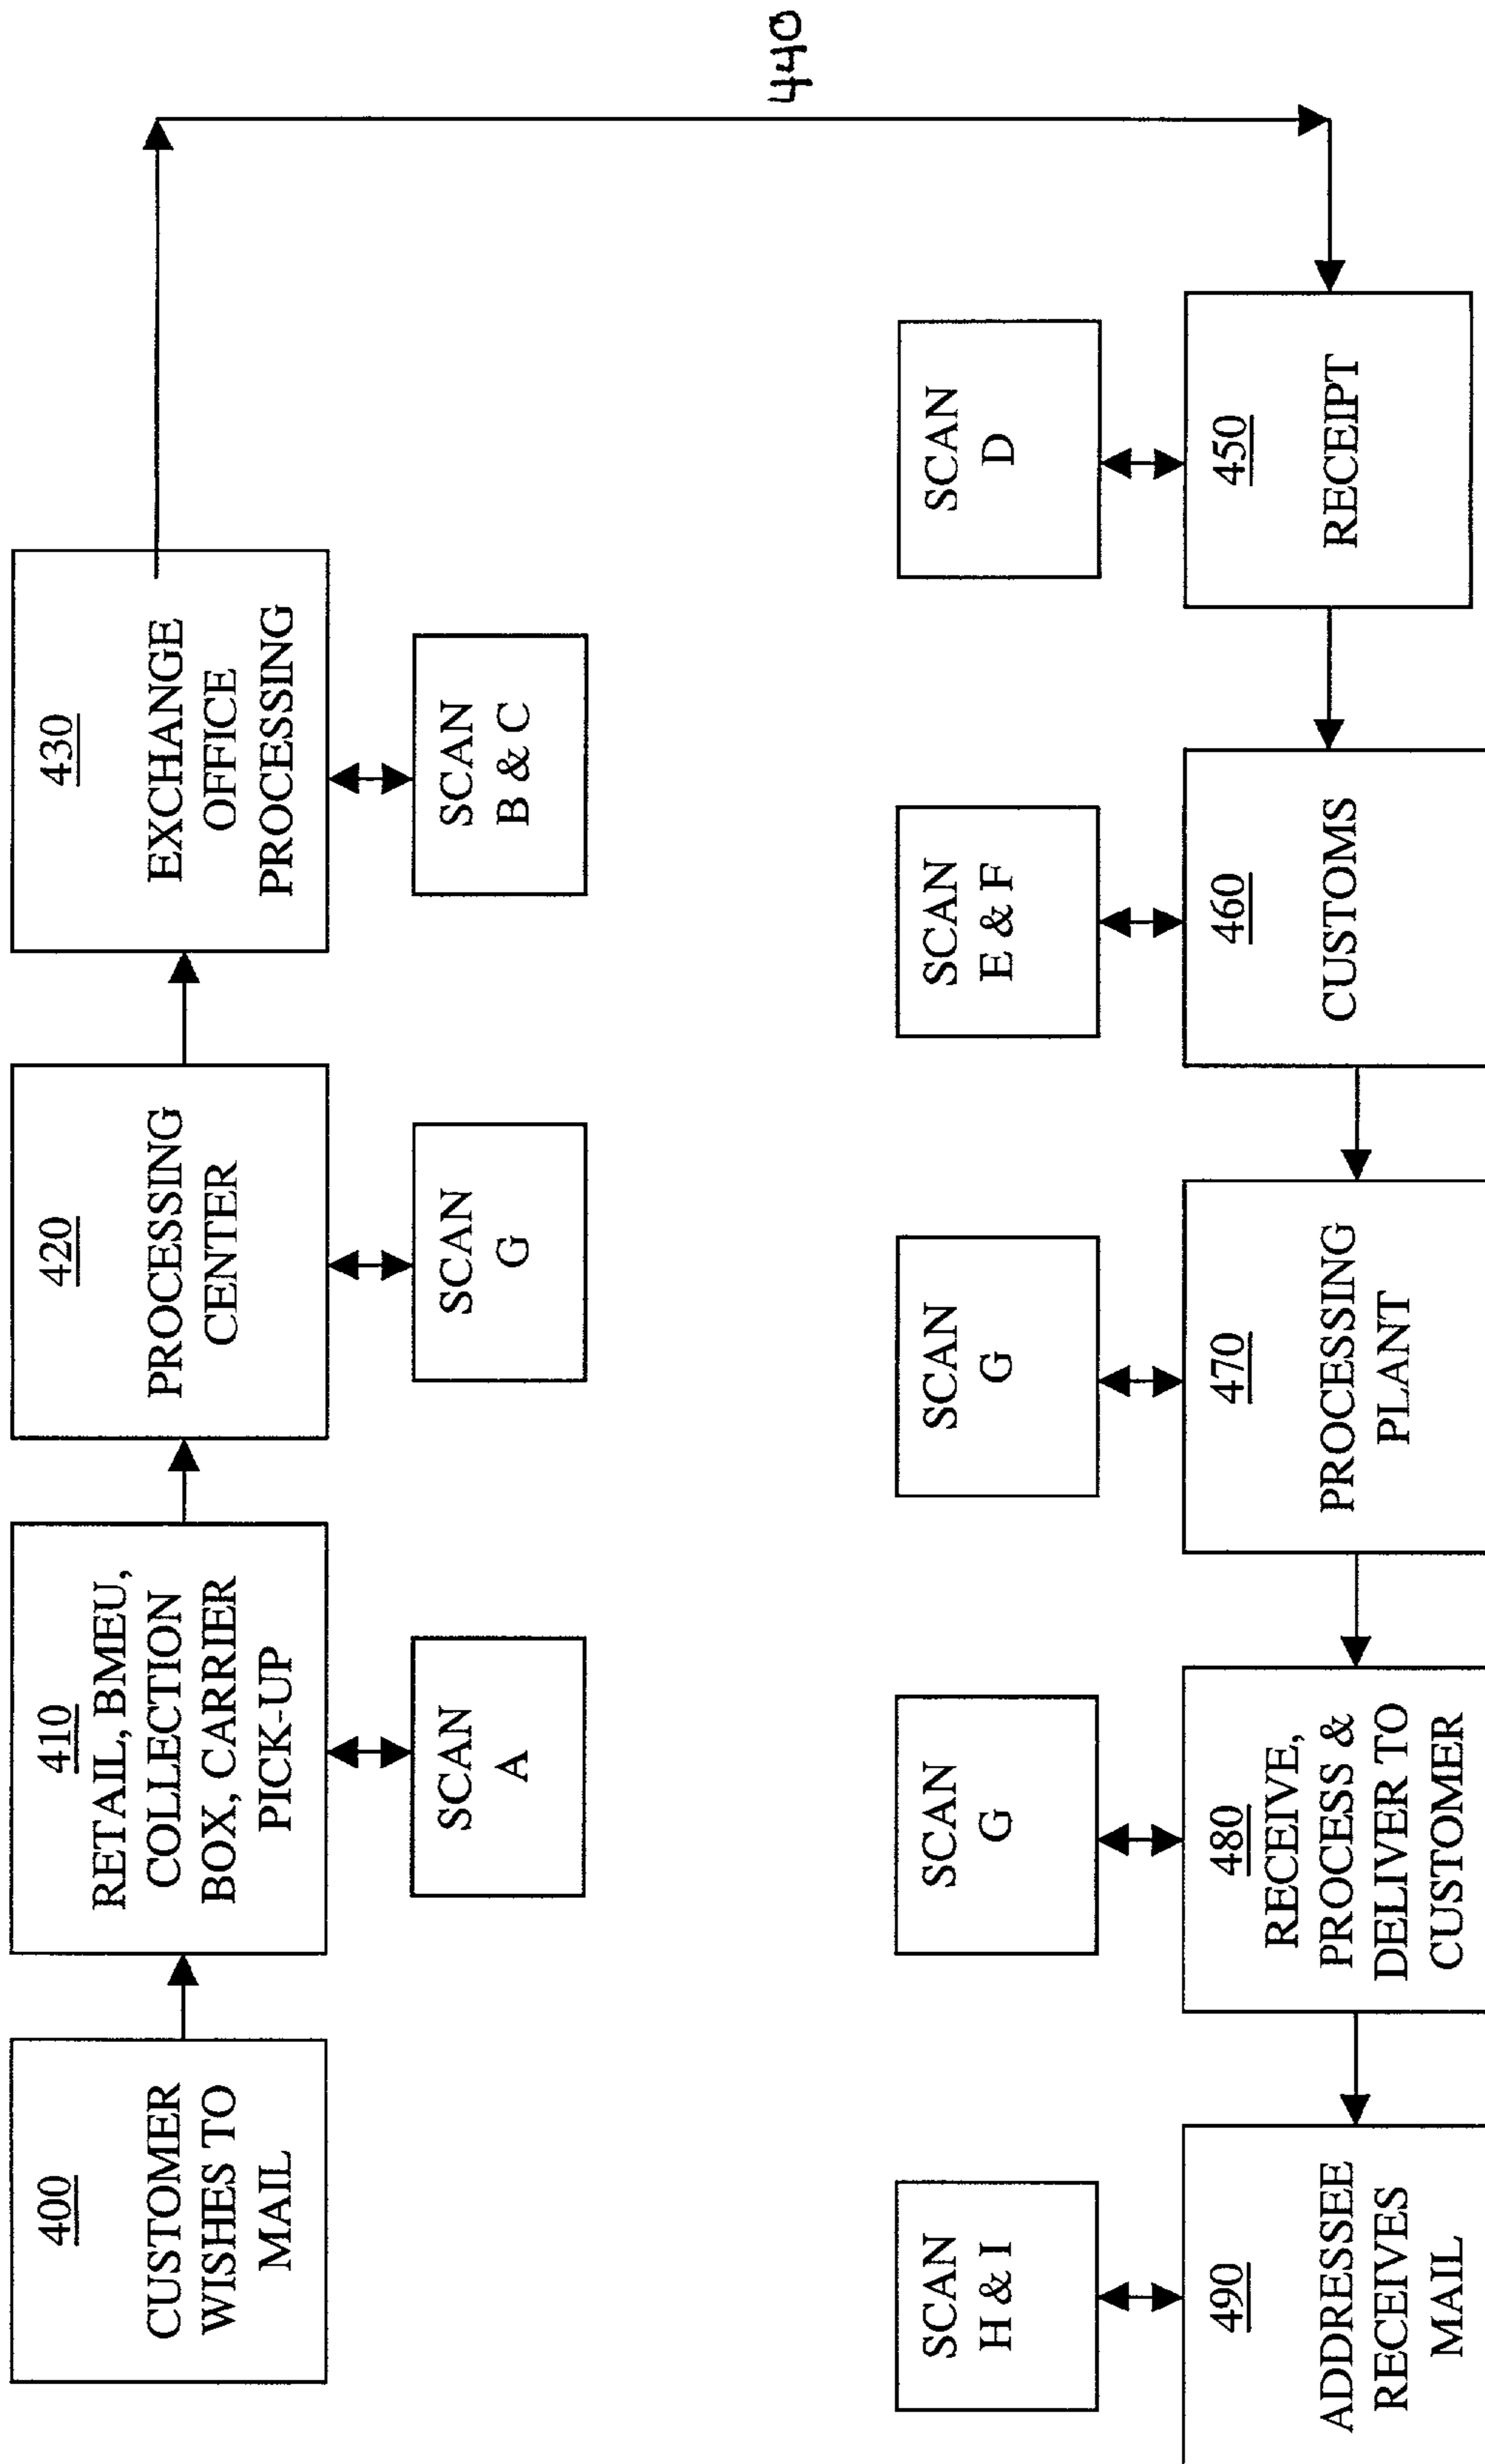 400
CUSTOMER
WISHES TO
MAIL
410
RETAIL, BMEU,
COLLECTION
BOX, CARRIER
PICK-UP
SCAN
A
420
PROCESSING
CENTER
SCAN
G
430
EXCHANGE
OFFICE
PROCESSING
SCAN
B & C
440
SCAN
D
450
RECEIPT
SCAN
E & F
460
CUSTOMS
SCAN
G
470
PROCESSING
PLANT
SCAN
G
480
RECEIVE,
PROCESS &
DELIVER TO
CUSTOMER
SCAN
H & I
490
ADDRESSEE
RECEIVES
MAIL